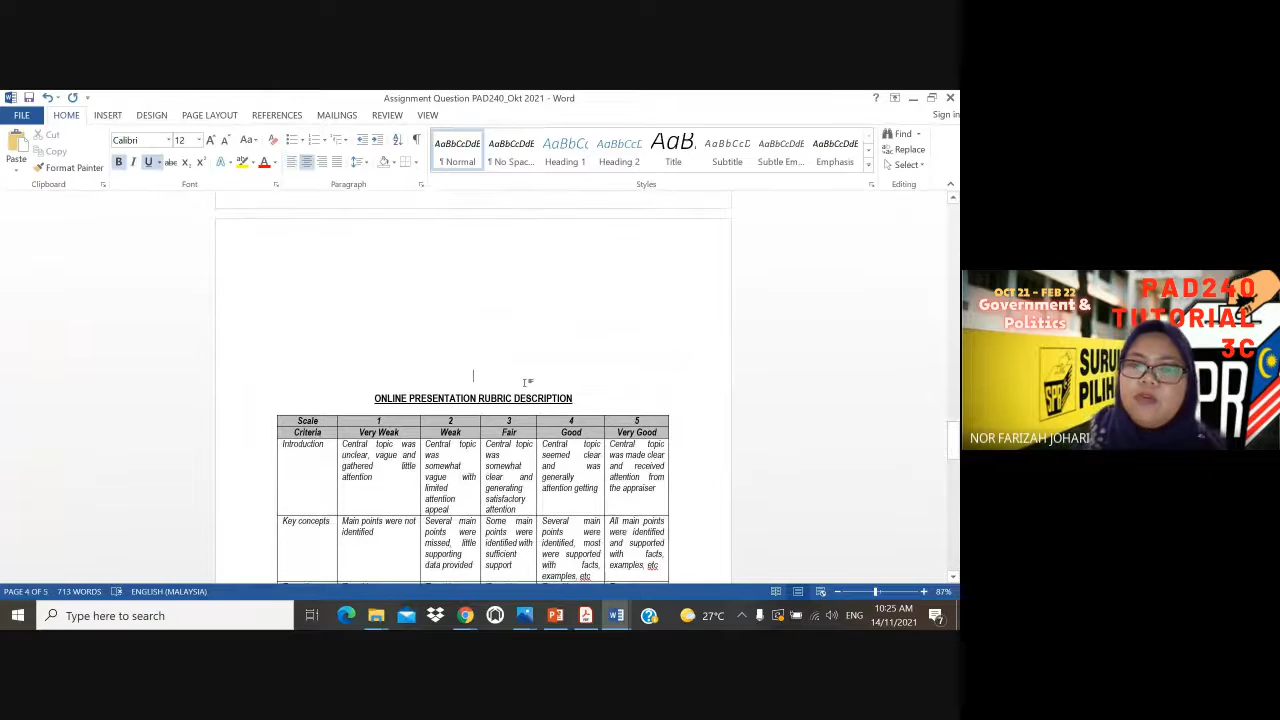 Assignment Question PAD240_Okt 2021 - Word
Sign in
FILE HOME INSERT DESIGN PAGE LAYOUT REFERENCES MAILINGS REVIEW VIEW
Paste
Cut
Copy
Format Painter
Clipboard
Calibri 12
Font
Paragraph
AaBbCcDdE AaBbCcDdE AaBbCc AaBbCcE AaB AaBbCcD AaBbCcDdE AaBbCcDdE
¶ Normal ¶ No Spac... Heading 1 Heading 2 Title Subtitle Subtle Em... Emphasis
Styles
Find
Replace
Select
Editing
ONLINE PRESENTATION RUBRIC DESCRIPTION
Scale 1 2 3 4 5
Criteria Very Weak Weak Fair Good Very Good
Introduction
Central topic was
unclear, vague and
gathered little
attention
Central topic
was
somewhat
vague with
limited
attention
appeal
Central topic
was
somewhat
clear and
generating
satisfactory
attention
Central topic
seemed clear
and was
generally
attention getting
Central topic
was made clear
and received
attention from
the appraiser
Key concepts
Main points were not
identified
Several main
points were
missed, little
supporting
data provided
Some main
points were
identified with
sufficient
support
Several main
points were
identified, most
were supported
with facts,
examples, etc
All main points
were identified
and supported
with facts,
examples, etc
PAGE 4 OF 5 713 WORDS ENGLISH (MALAYSIA)
87%
Type here to search
27°C
ENG
10:25 AM
14/11/2021
7
OCT 21 - FEB 22
Government &
Politics
PAD240
TUTORIAL
3C
SPR
SURU
PILIH
PR
NOR FARIZAH JOHARI